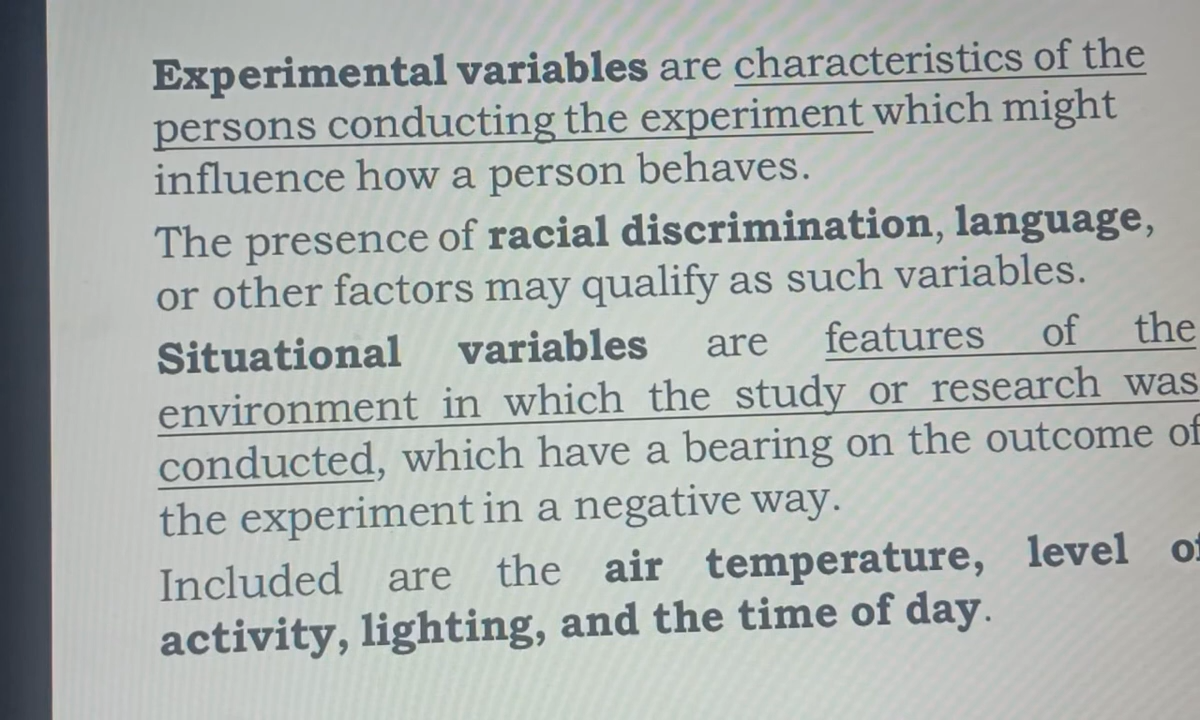 Experimental variables are characteristics of the
persons conducting the experiment which might
influence how a person behaves.
The presence of racial discrimination, language,
or other factors may qualify as such variables.
Situational variables are features of the
environment in which the study or research was
conducted, which have a bearing on the outcome of
the experiment in a negative way.
Included are the air temperature, level of
activity, lighting, and the time of day.